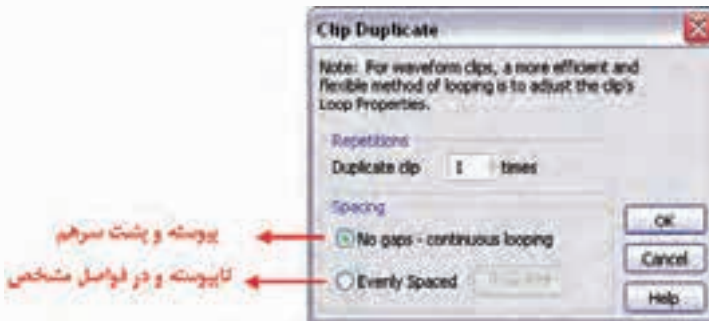 Clip Duplicate
Note: For waveform clips, a more efficient and
flexible method of looping is to adjust the clip's
Loop Properties.
Repetitions
Duplicate clip 1 times
Spacing
No gaps - continuous looping
پیوسته و پشت سرهم
Evenly Spaced
ناپیوسته و در فواصل مشخص
OK
Cancel
Help